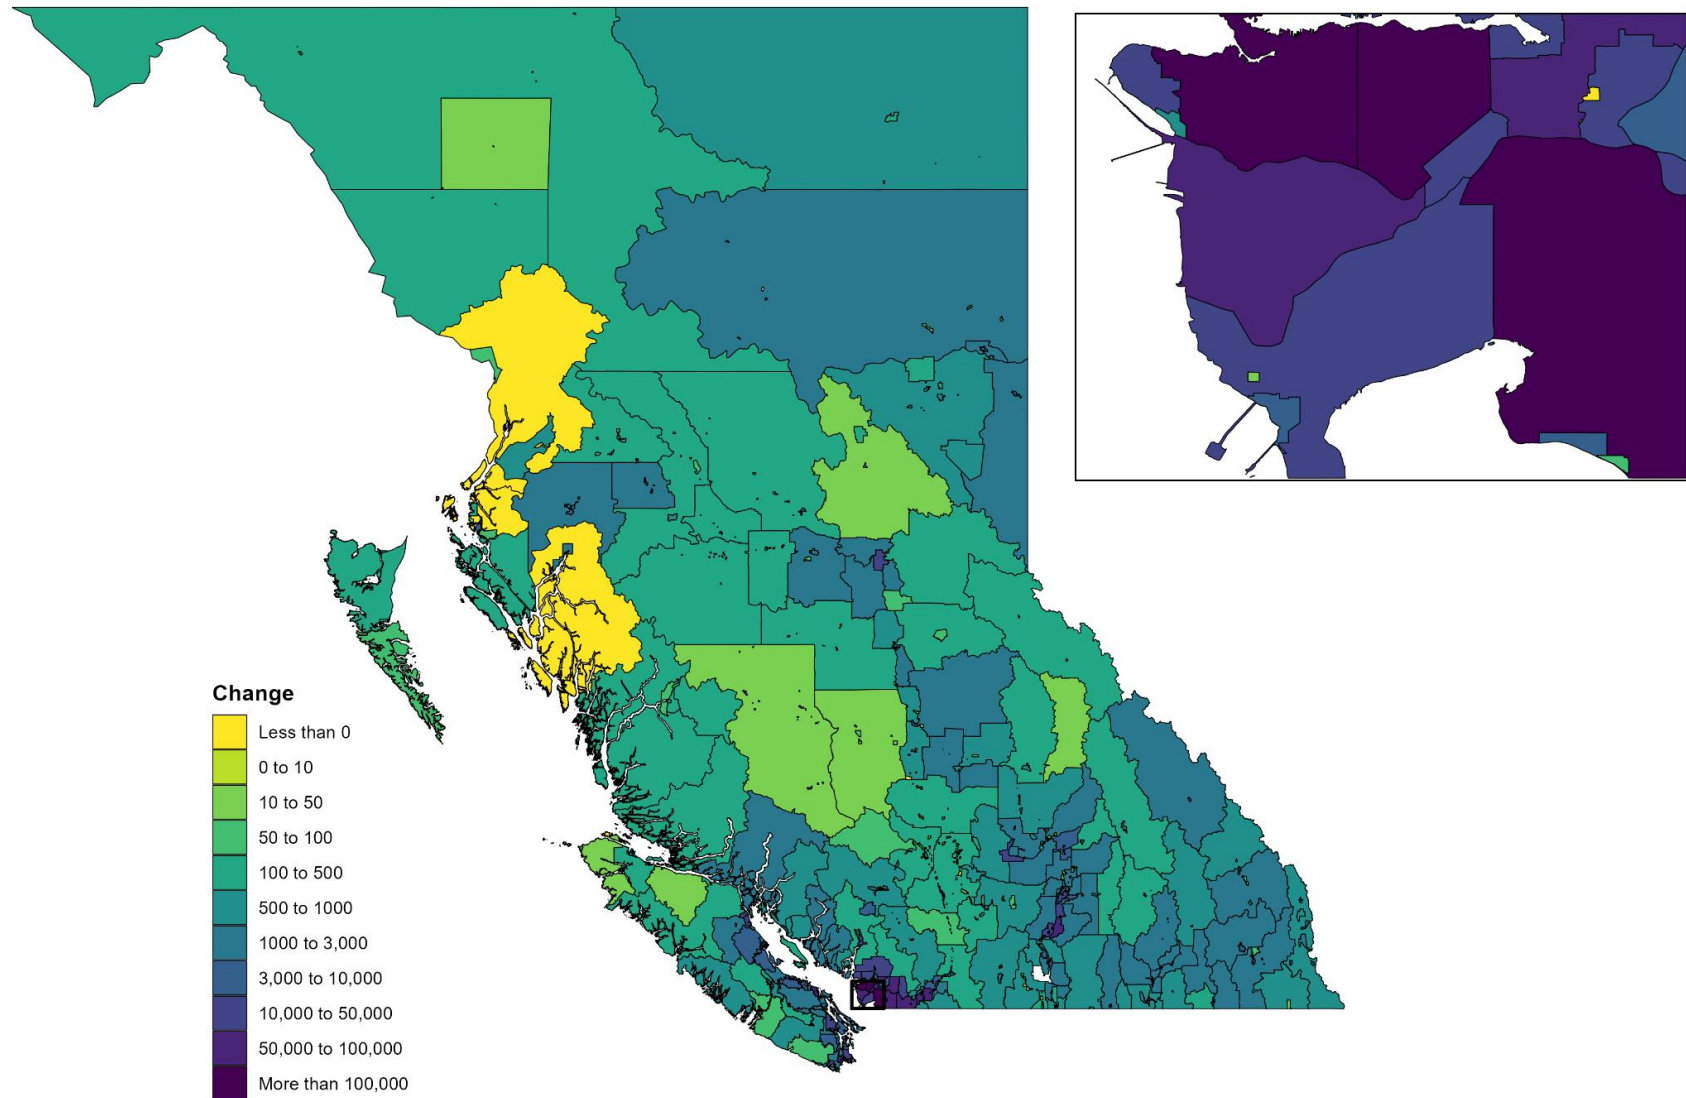 Change
Less than 0
0 to 10
10 to 50
50 to 100
100 to 500
500 to 1000
1000 to 3,000
3,000 to 10,000
10,000 to 50,000
50,000 to 100,000
More than 100,000